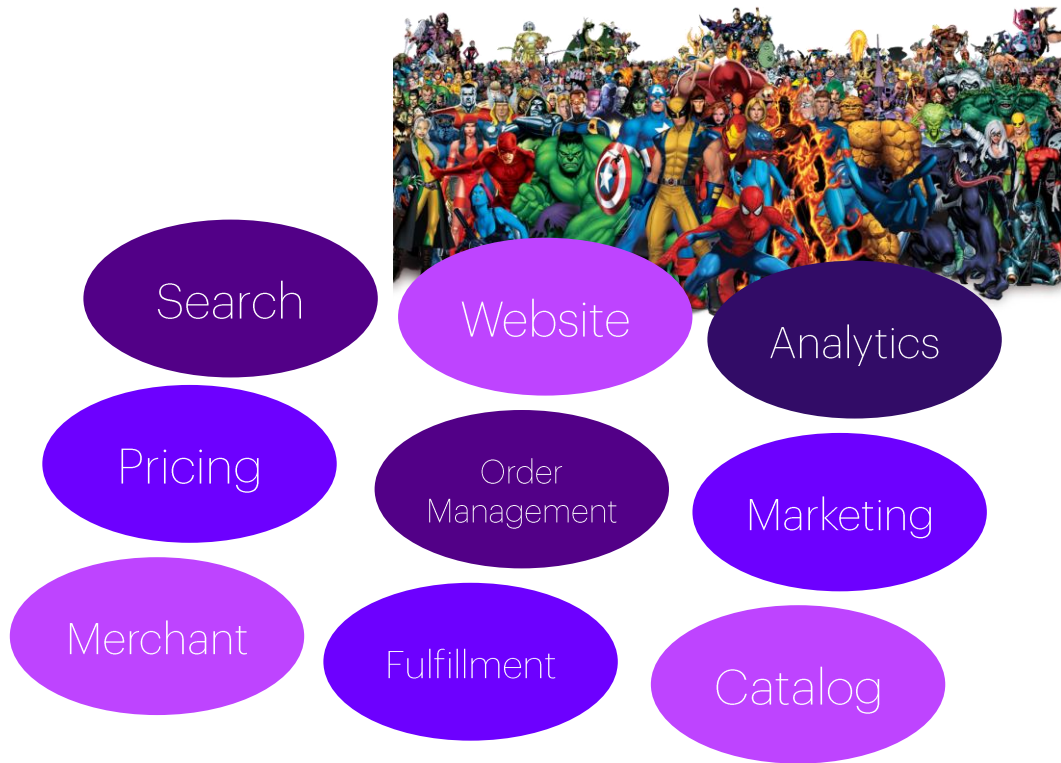 Search
Website
Analytics
Pricing
Order
Management
Marketing
Merchant
Fulfillment
Catalog